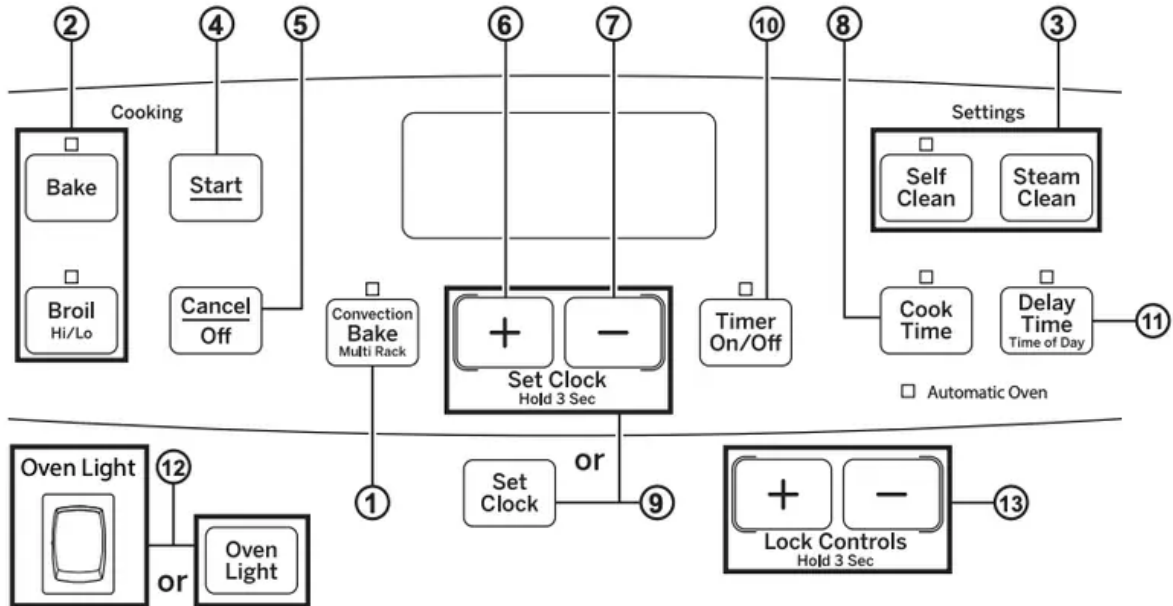 2
4
5
6
7
10
8
3
Cooking
Settings
Bake
Start
Self
Clean
Steam
Clean
Broil
Hi/Lo
Cancel
Off
Convection
Bake
Multi Rack
+
−
Set Clock
Hold 3 Sec
Timer
On/Off
Cook
Time
Delay
Time
Time of Day
11
Automatic Oven
Oven Light
12
or
Oven
Light
1
Set
Clock
or
9
+
−
Lock Controls
Hold 3 Sec
13